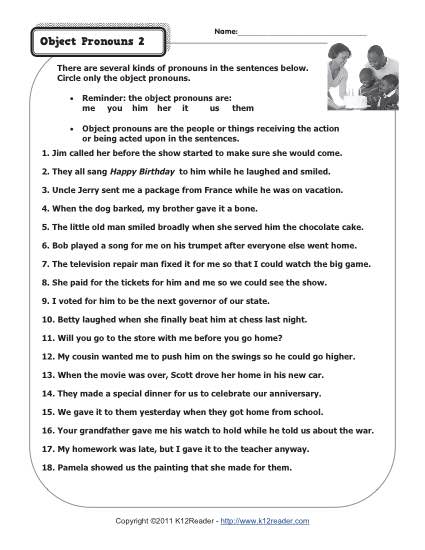 Name:
Object Pronouns 2
There are several kinds of pronouns in the sentences below.
Circle only the object pronouns.
• Reminder: the object pronouns are:
me you him her it us them
• Object pronouns are the people or things receiving the action
or being acted upon in the sentences.
1. Jim called her before the show started to make sure she would come.
2. They all sang Happy Birthday to him while he laughed and smiled.
3. Uncle Jerry sent me a package from France while he was on vacation.
4. When the dog barked, my brother gave it a bone.
5. The little old man smiled broadly when she served him the chocolate cake.
6. Bob played a song for me on his trumpet after everyone else went home.
7. The television repair man fixed it for me so that I could watch the big game.
8. She paid for the tickets for him and me so we could see the show.
9. I voted for him to be the next governor of our state.
10. Betty laughed when she finally beat him at chess last night.
11. Will you go to the store with me before you go home?
12. My cousin wanted me to push him on the swings so he could go higher.
13. When the movie was over, Scott drove her home in his new car.
14. They made a special dinner for us to celebrate our anniversary.
15. We gave it to them yesterday when they got home from school.
16. Your grandfather gave me his watch to hold while he told us about the war.
17. My homework was late, but I gave it to the teacher anyway.
18. Pamela showed us the painting that she made for them.
Copyright ©2011 K12Reader - http://www.k12reader.com